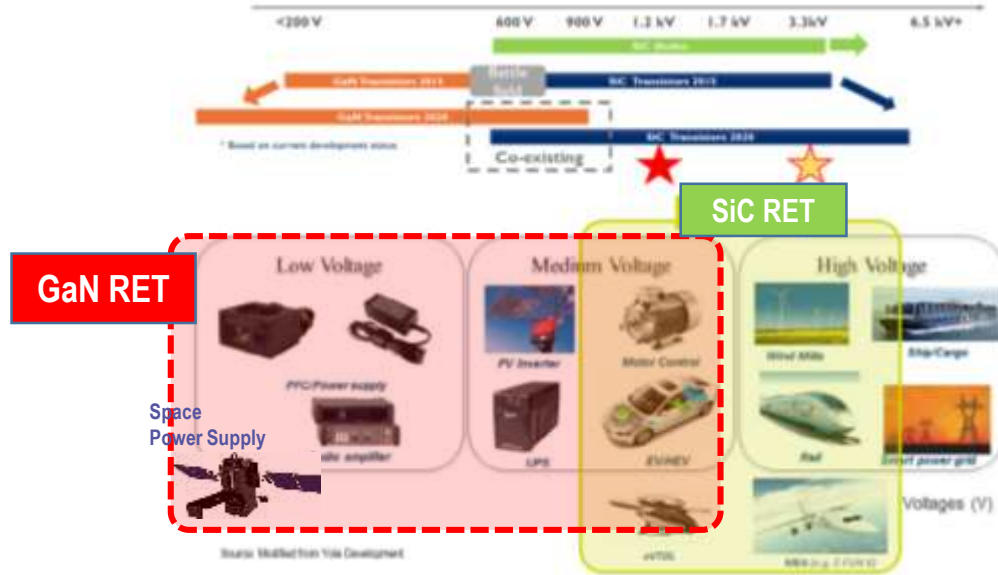 <200 V 600 V 900 V 1.2 kV 1.7 kV 3.3kV 6.5 kV+
SiC Diodes
GaN Transistors 2015 Battle SiC Transistors 2015
field
GaN Transistors 2020
SiC Transistors 2020
* Based on current development status
Co-existing
SiC RET
GaN RET
Low Voltage Medium Voltage High Voltage
PV Inverter Motor Control Wind Mills Ship/Cargo
PFC/Power supply
Space
Power Supply
amplifier UPS EV/HEV Rail Smart power grid
Voltages (V)
Source: Modified from Yole Development
eVTOL